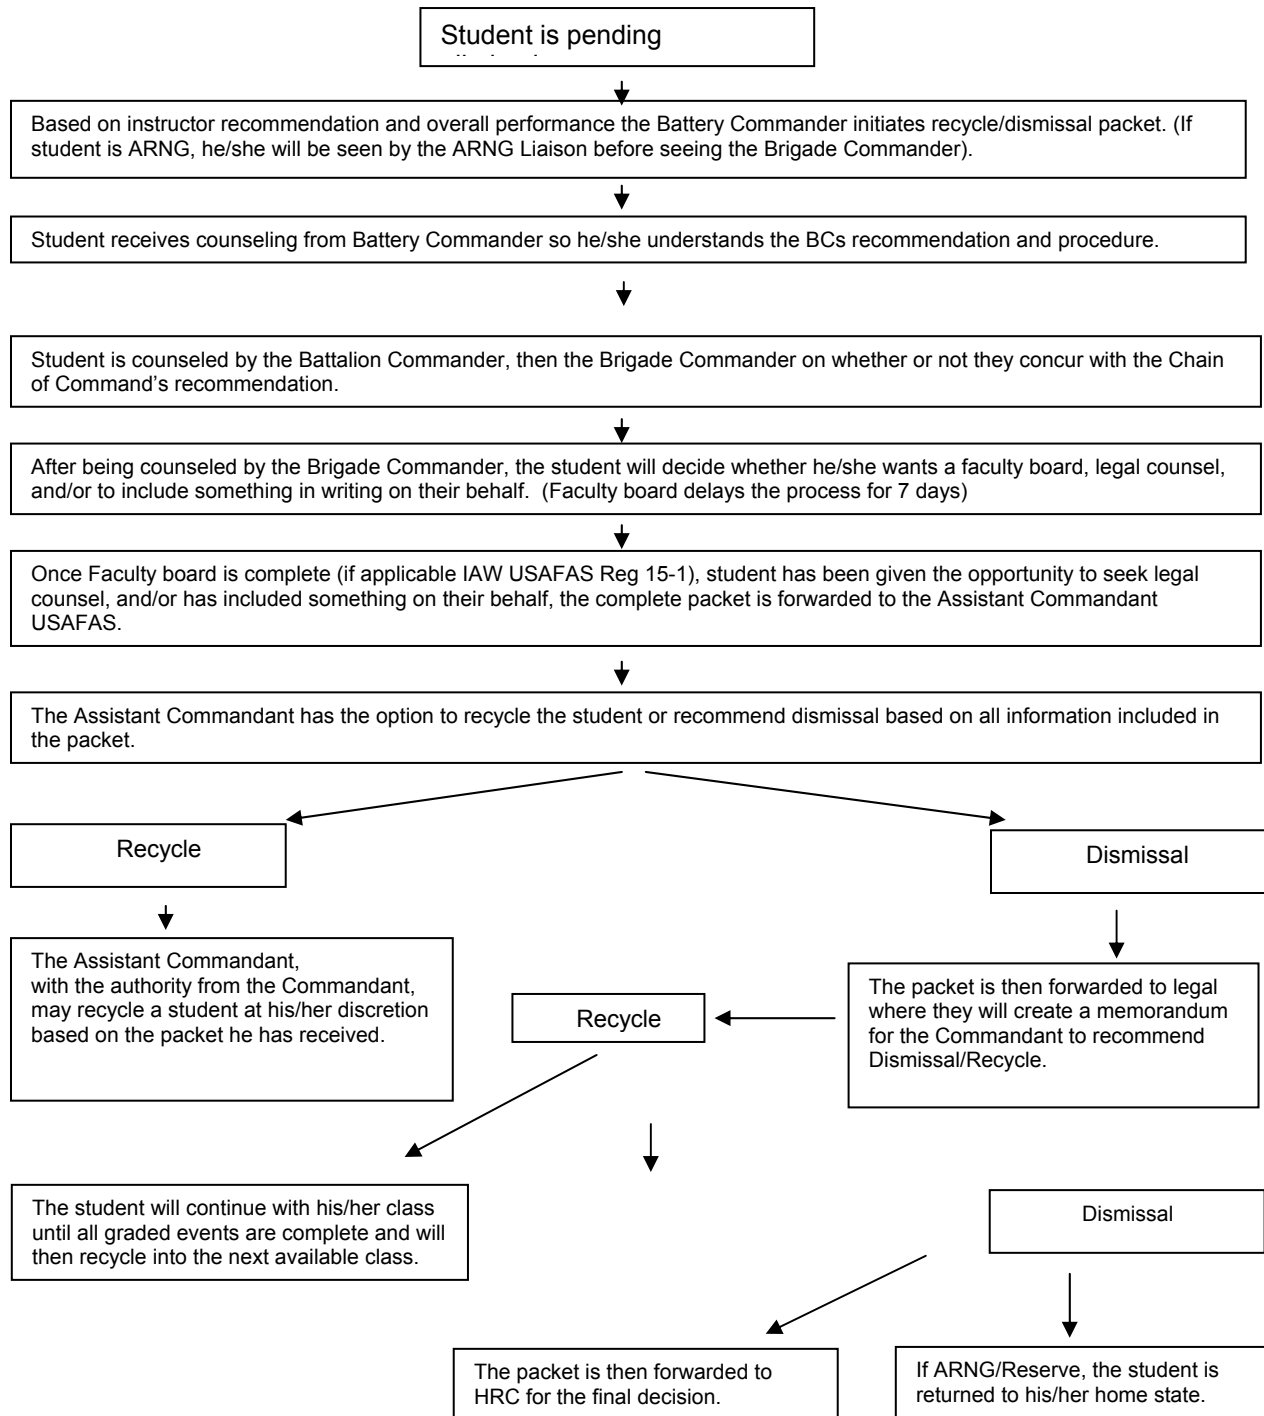 Student is pending
Based on instructor recommendation and overall performance the Battery Commander initiates recycle/dismissal packet. (If
student is ARNG, he/she will be seen by the ARNG Liaison before seeing the Brigade Commander).
Student receives counseling from Battery Commander so he/she understands the BCs recommendation and procedure.
Student is counseled by the Battalion Commander, then the Brigade Commander on whether or not they concur with the Chain
of Command’s recommendation.
After being counseled by the Brigade Commander, the student will decide whether he/she wants a faculty board, legal counsel,
and/or to include something in writing on their behalf.  (Faculty board delays the process for 7 days)
Once Faculty board is complete (if applicable IAW USAFAS Reg 15-1), student has been given the opportunity to seek legal
counsel, and/or has included something on their behalf, the complete packet is forwarded to the Assistant Commandant
USAFAS.
The Assistant Commandant has the option to recycle the student or recommend dismissal based on all information included in
the packet.
Recycle
Dismissal
The Assistant Commandant,
with the authority from the Commandant,
may recycle a student at his/her discretion
based on the packet he has received.
Recycle
The packet is then forwarded to legal
where they will create a memorandum
for the Commandant to recommend
Dismissal/Recycle.
The student will continue with his/her class
until all graded events are complete and will
then recycle into the next available class.
Dismissal
The packet is then forwarded to
HRC for the final decision.
If ARNG/Reserve, the student is
returned to his/her home state.